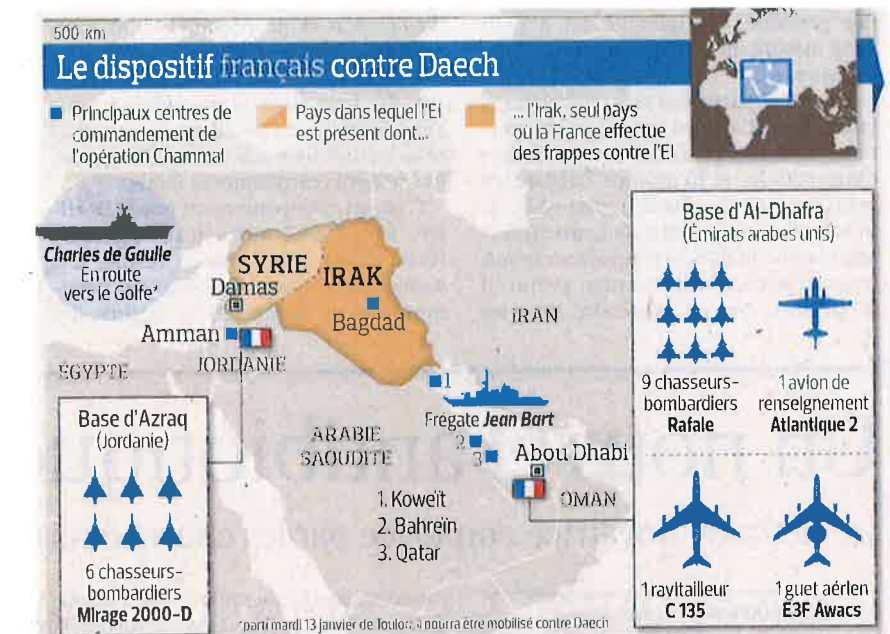 500 km
Le dispositif français contre Daech
Principaux centres de
commandement de
l'opération Chammal
Pays dans lequel l'EI
est présent dont...
... l'Irak, seul pays
où la France effectue
des frappes contre l'EI
Charles de Gaulle
En route
vers le Golfe*
SYRIE
IRAK
Damas
Bagdad
Amman
IRAN
ÉGYPTE
JORDANIE
1
Frégate Jean Bart
2
3
ARABIE
SAOUDITE
Abou Dhabi
OMAN
1. Koweït
2. Bahreïn
3. Qatar
Base d'Azraq
(Jordanie)
6 chasseurs-
bombardiers
Mirage 2000-D
Base d'Al-Dhafra
(Émirats arabes unis)
9 chasseurs-
bombardiers
Rafale
1 avion de
renseignement
Atlantique 2
1 ravitailleur
C 135
1 guet aérien
E3F Awacs
*parti mardi 13 janvier de Toulon, pourra être mobilisé contre Daech